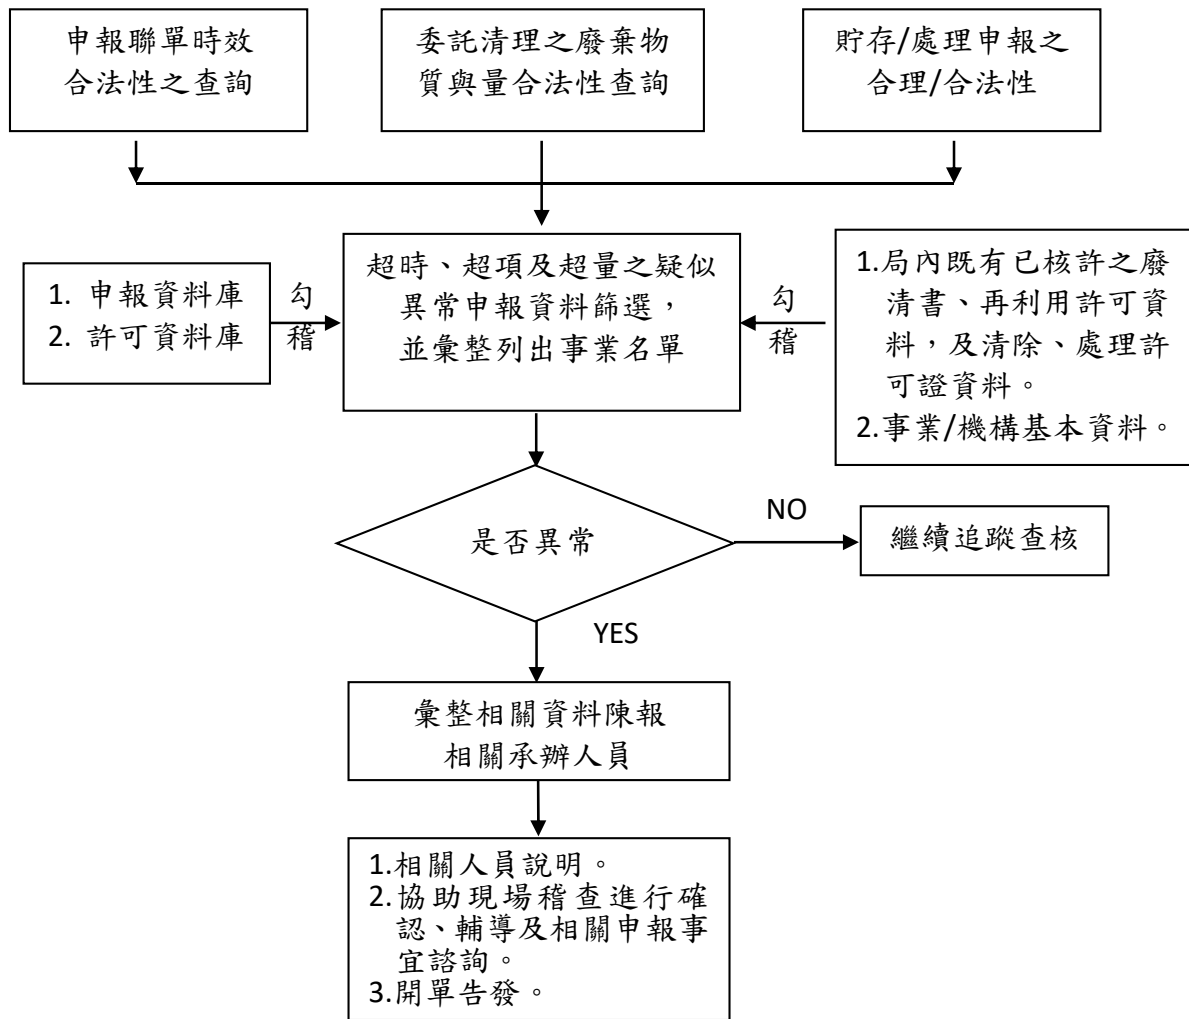 申報聯單時效
合法性之查詢
委託清理之廢棄物
質與量合法性查詢
貯存/處理申報之
合理/合法性
1. 申報資料庫
2. 許可資料庫
勾
稽
超時、超項及超量之疑似
異常申報資料篩選，
並彙整列出事業名單
勾
稽
1.局內既有已核許之廢
清書、再利用許可資
料，及清除、處理許
可證資料。
2.事業/機構基本資料。
是否異常
NO
繼續追蹤查核
YES
彙整相關資料陳報
相關承辦人員
1.相關人員說明。
2.協助現場稽查進行確
認、輔導及相關申報事
宜諮詢。
3.開單告發。